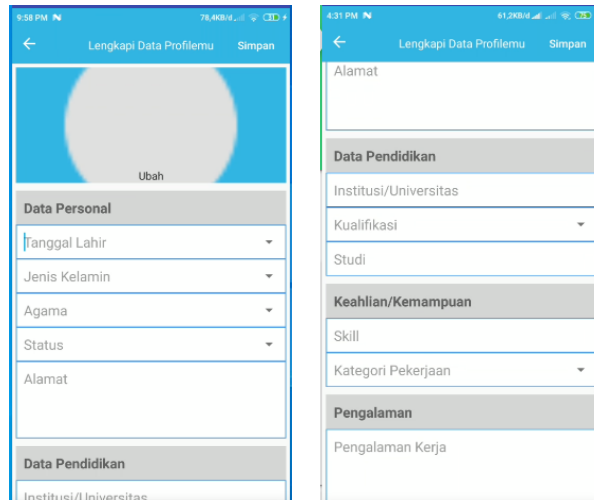 9:58 PM N 78,4KB/d
Lengkapi Data Profilemu Simpan
Ubah
Data Personal
Tanggal Lahir
Jenis Kelamin
Agama
Status
Alamat
Data Pendidikan
Institusi/Universitas
4:31 PM N 61,2KB/d
Lengkapi Data Profilemu Simpan
Alamat
Data Pendidikan
Institusi/Universitas
Kualifikasi
Studi
Keahlian/Kemampuan
Skill
Kategori Pekerjaan
Pengalaman
Pengalaman Kerja